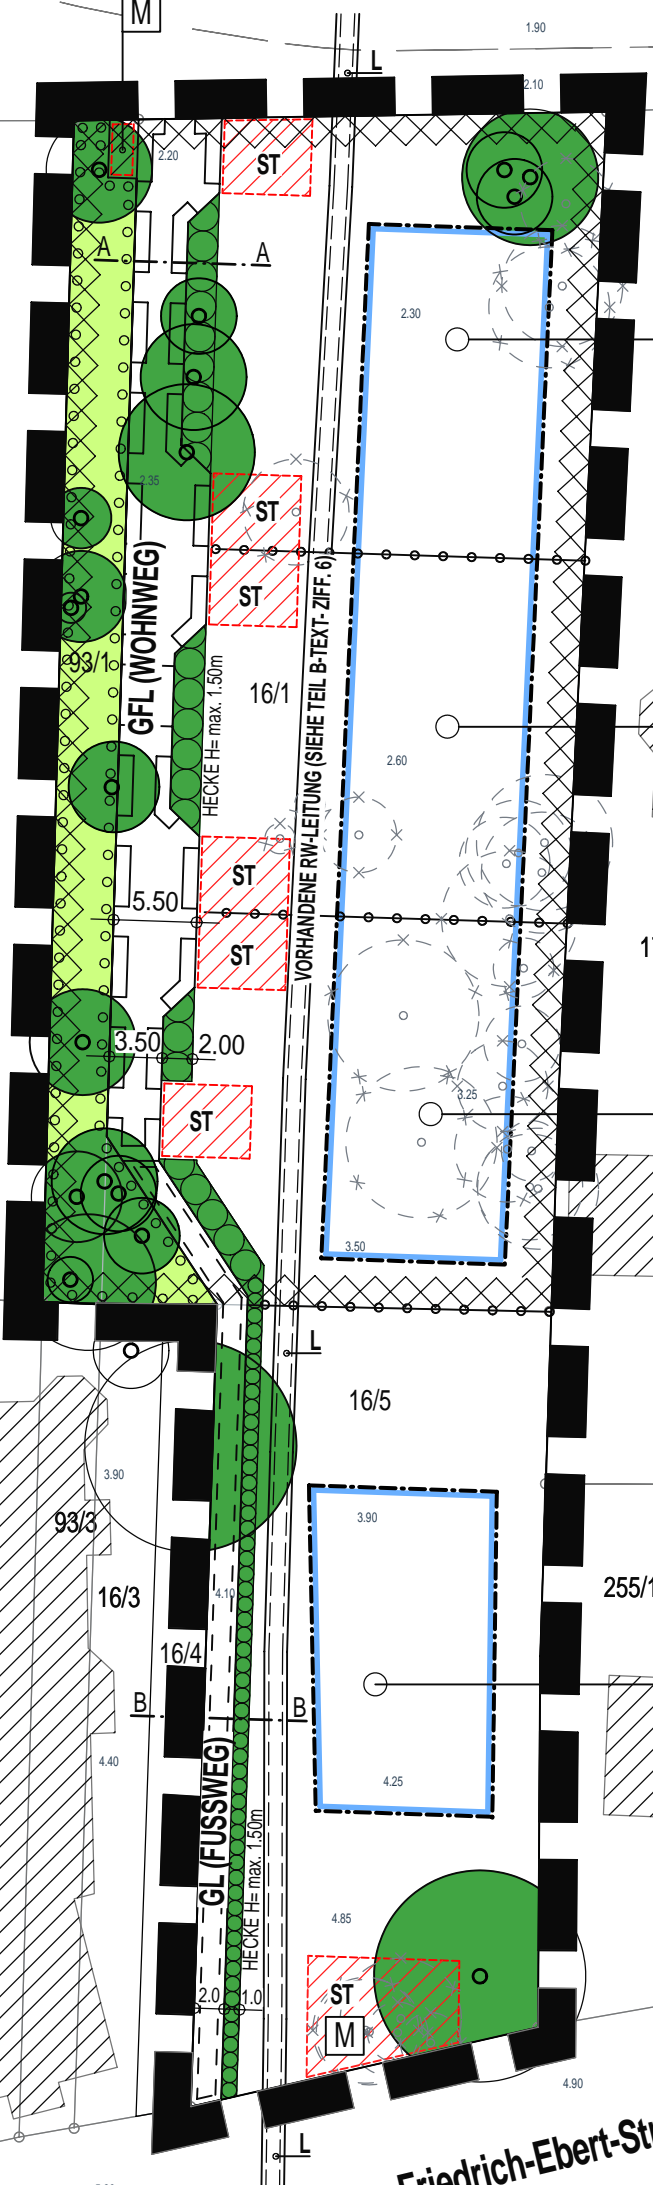 M
1.90
L
2.10
2.20
ST
A
A
2.30
2.35
ST
ST
GFL (WOHNWEG)
93/1
HECKE H= max. 1.50m
16/1
VORHANDENE RW-LEITUNG (SIEHE TEIL B-TEXT- ZIFF. 6)
2.60
ST
5.50
ST
3.50
2.00
3.25
ST
3.50
L
16/5
3.90
3.90
93/3
16/3
4.10
255/1
16/4
B
B
4.40
GL (FUSSWEG)
4.25
HECKE H= max. 1.50m
4.85
2.0
1.0
ST
M
4.90
L
Friedrich-Ebert-Str